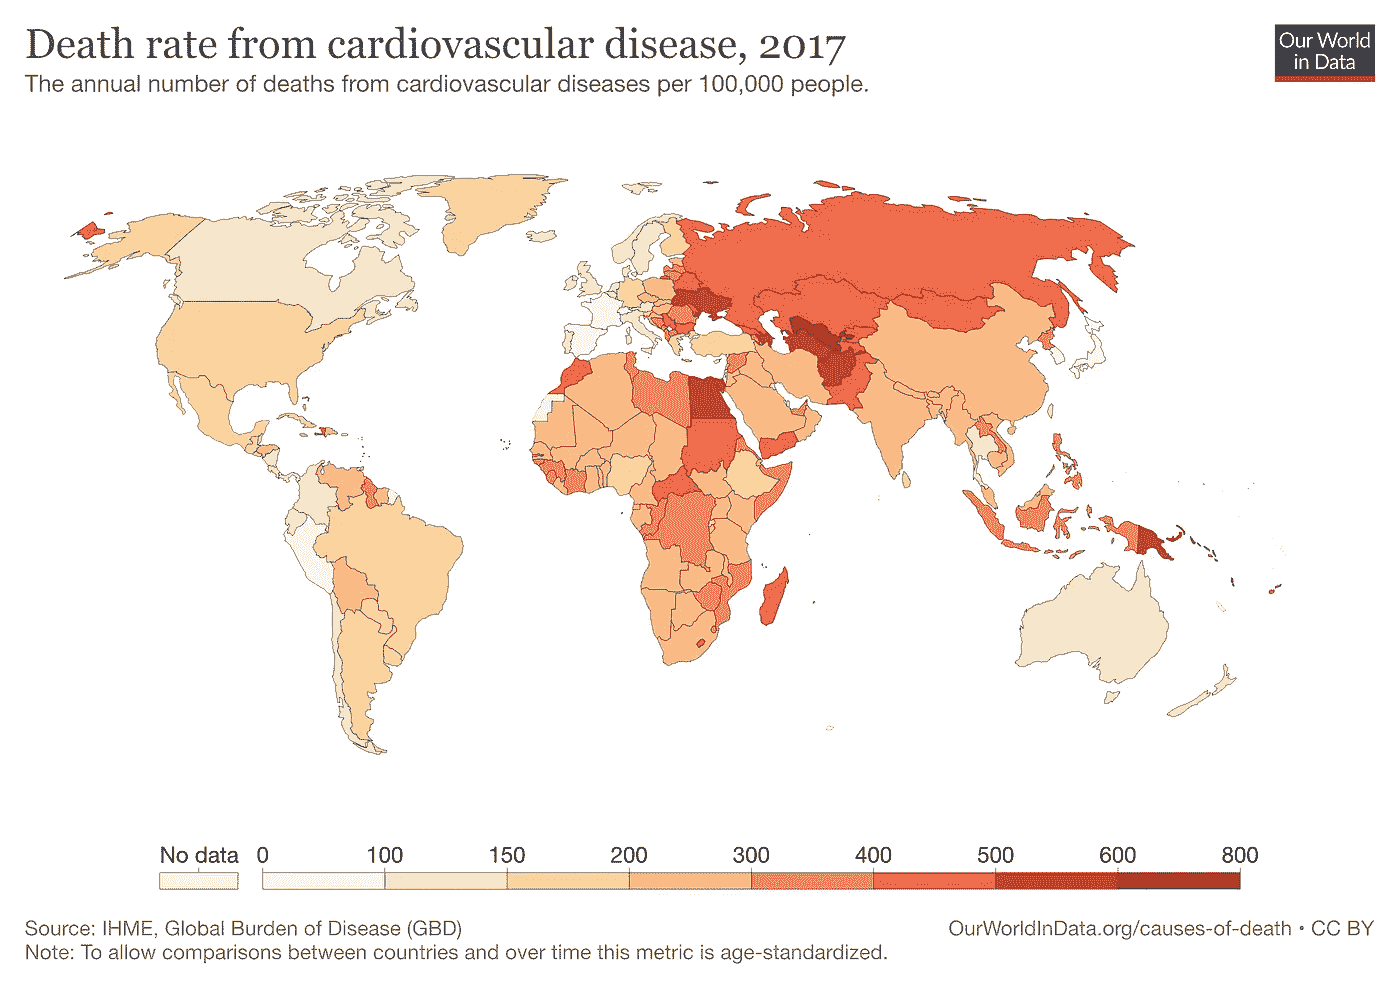 Death rate from cardiovascular disease, 2017
Our World
in Data
The annual number of deaths from cardiovascular diseases per 100,000 people.
No data 0 100 150 200 300 400 500 600 800
Source: IHME, Global Burden of Disease (GBD)
OurWorldInData.org/causes-of-death • CC BY
Note: To allow comparisons between countries and over time this metric is age-standardized.